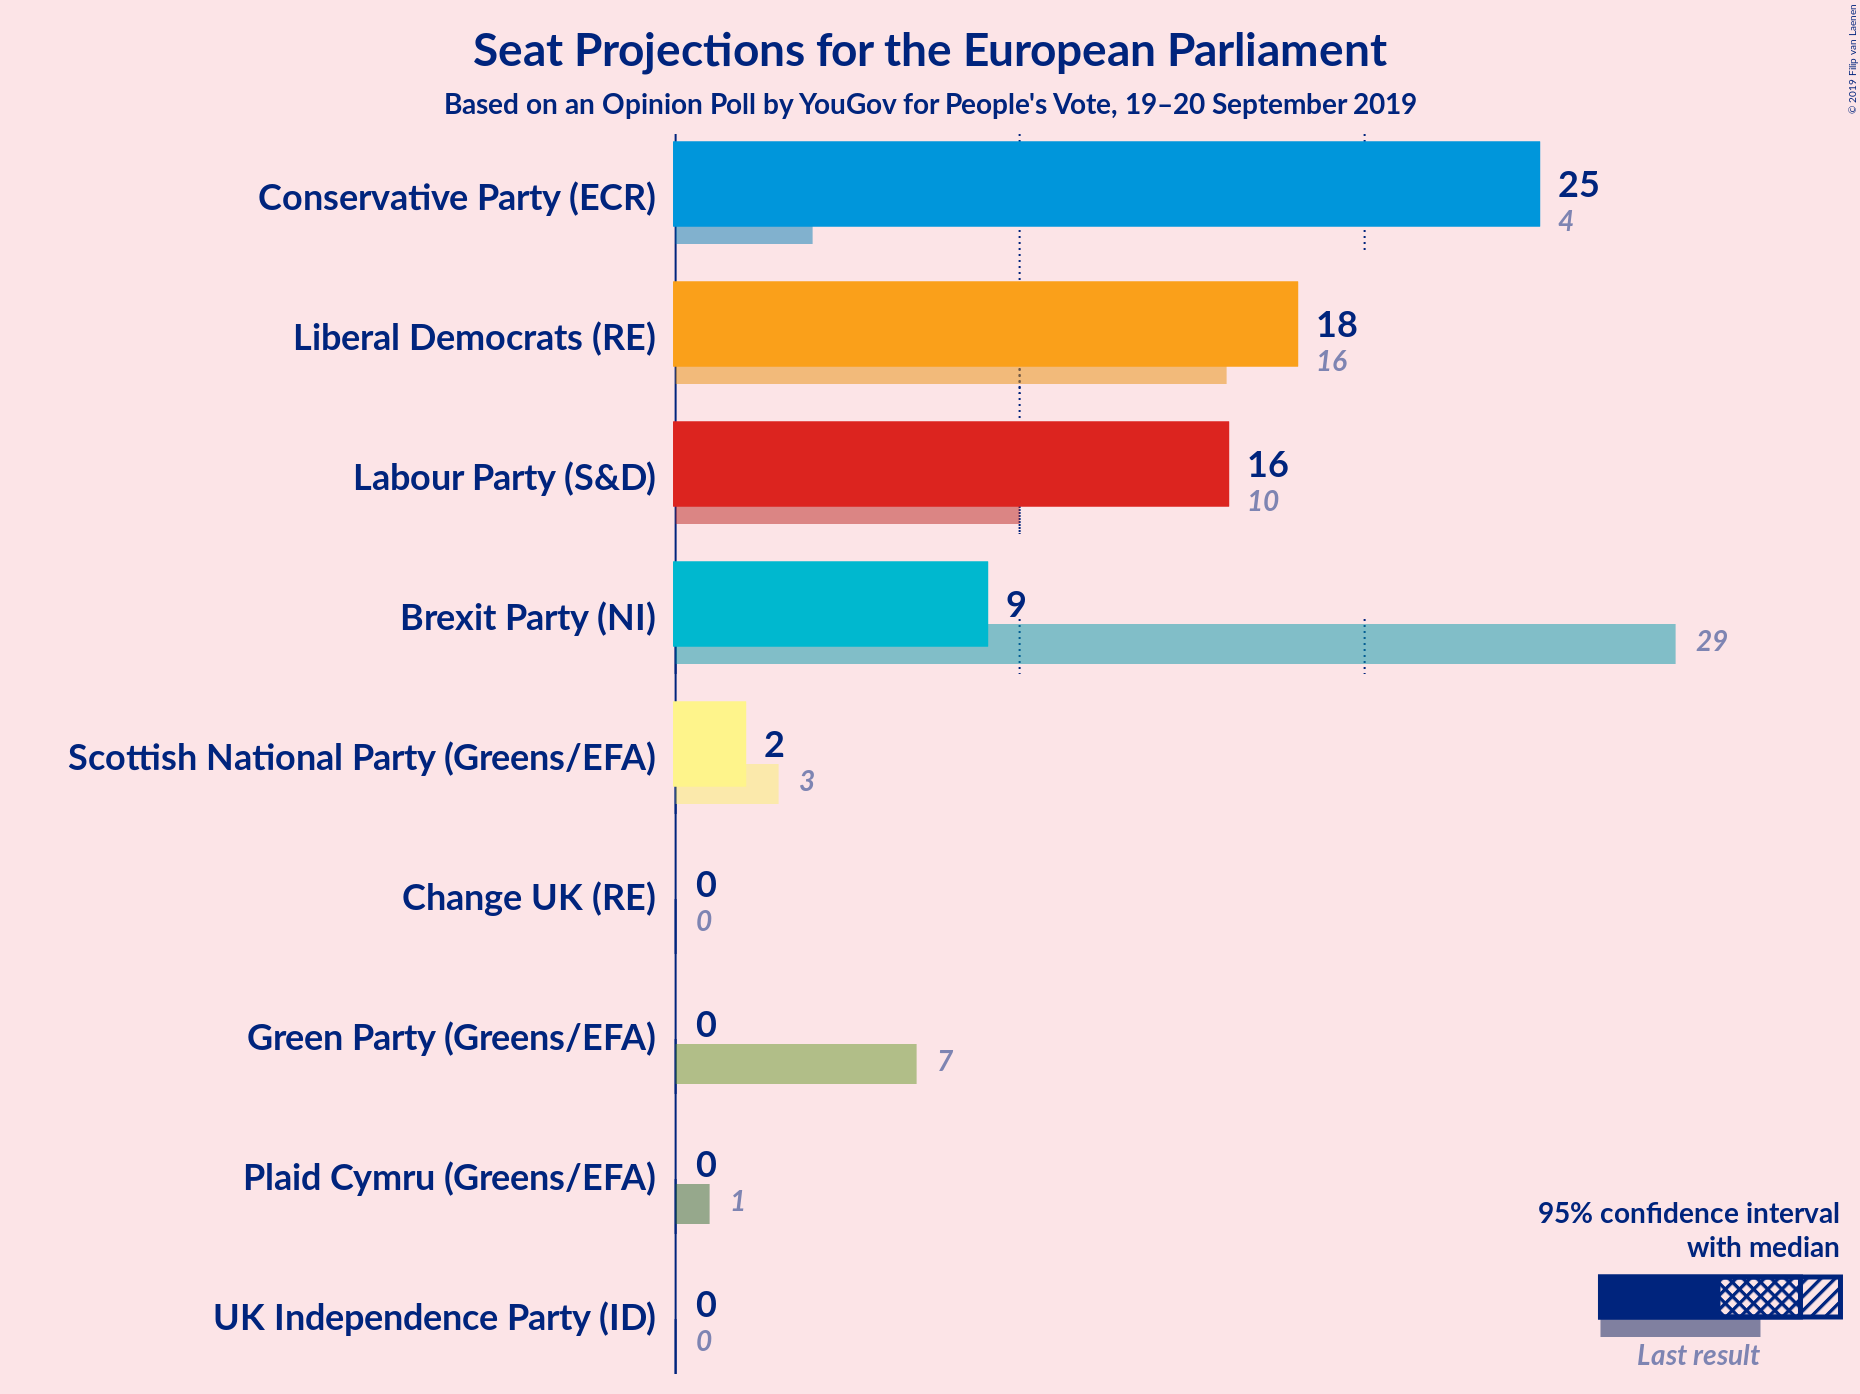 Seat Projections for the European Parliament
Based on an Opinion Poll by YouGov for People's Vote, 19–20 September 2019
© 2019 Filip van Laenen
Conservative Party (ECR)
25
4
Liberal Democrats (RE)
18
16
Labour Party (S&D)
16
10
Brexit Party (NI)
9
29
Scottish National Party (Greens/EFA)
2
3
Change UK (RE)
0
0
Green Party (Greens/EFA)
0
7
Plaid Cymru (Greens/EFA)
0
1
UK Independence Party (ID)
0
0
95% confidence interval
with median
Last result